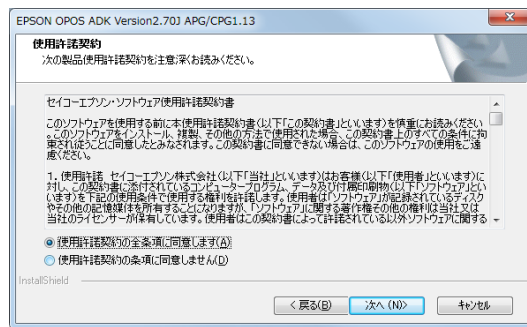 EPSON OPOS ADK Version2.70J APG/CPG1.13
使用許諾契約
次の製品使用許諾契約を注意深くお読みください。
セイコーエプソン・ソフトウェア使用許諾契約書
このソフトウェアを使用する前に本使用許諾契約書(以下「この契約書」といいます)を慎重にお読みください
。このソフトウェアをインストール、複製、その他の方法で使用された場合、この契約書上のすべての条件に拘
束され従うことに同意したとみなされます。この契約書に同意できない場合は、このソフトウェアの使用をご遠
慮ください。
1. 使用許諾 セイコーエプソン株式会社(以下「当社」といいます)はお客様(以下「使用者」といいます)に
対し、この契約書に添付されているコンピュータープログラム、データ及び付属印刷物(以下「ソフトウェア」とい
います)を下記の使用条件で使用する権利を許諾します。使用者は「ソフトウェア」が記録されているディスク
やその他の記憶媒体を所有することになりますが、「ソフトウェア」に関する著作権その他の権利は当社又は
当社のライセンサーが保有しています。使用者はこの契約書によって許諾されている以外ソフトウェアに関する
使用許諾契約の全条項に同意します(A)
使用許諾契約の条項に同意しません(D)
InstallShield
< 戻る(B)
次へ (N)>
キャンセル